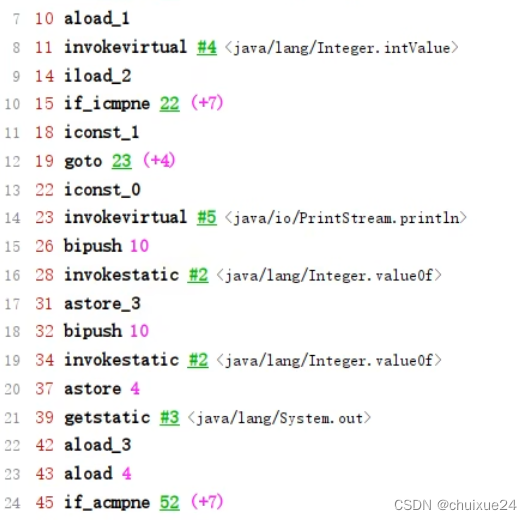 7 10 aload_1
8 11 invokevirtual #4 <java/lang/Integer.intValue>
9 14 iload_2
10 15 if_icmpne 22 (+7)
11 18 iconst_1
12 19 goto 23 (+4)
13 22 iconst_0
14 23 invokevirtual #5 <java/io/PrintStream.println>
15 26 bipush 10
16 28 invokestatic #2 <java/lang/Integer.valueOf>
17 31 astore_3
18 32 bipush 10
19 34 invokestatic #2 <java/lang/Integer.valueOf>
20 37 astore 4
21 39 getstatic #3 <java/lang/System.out>
22 42 aload_3
23 43 aload 4
24 45 if_acmpne 52 (+7)
CSDN @chuixue24